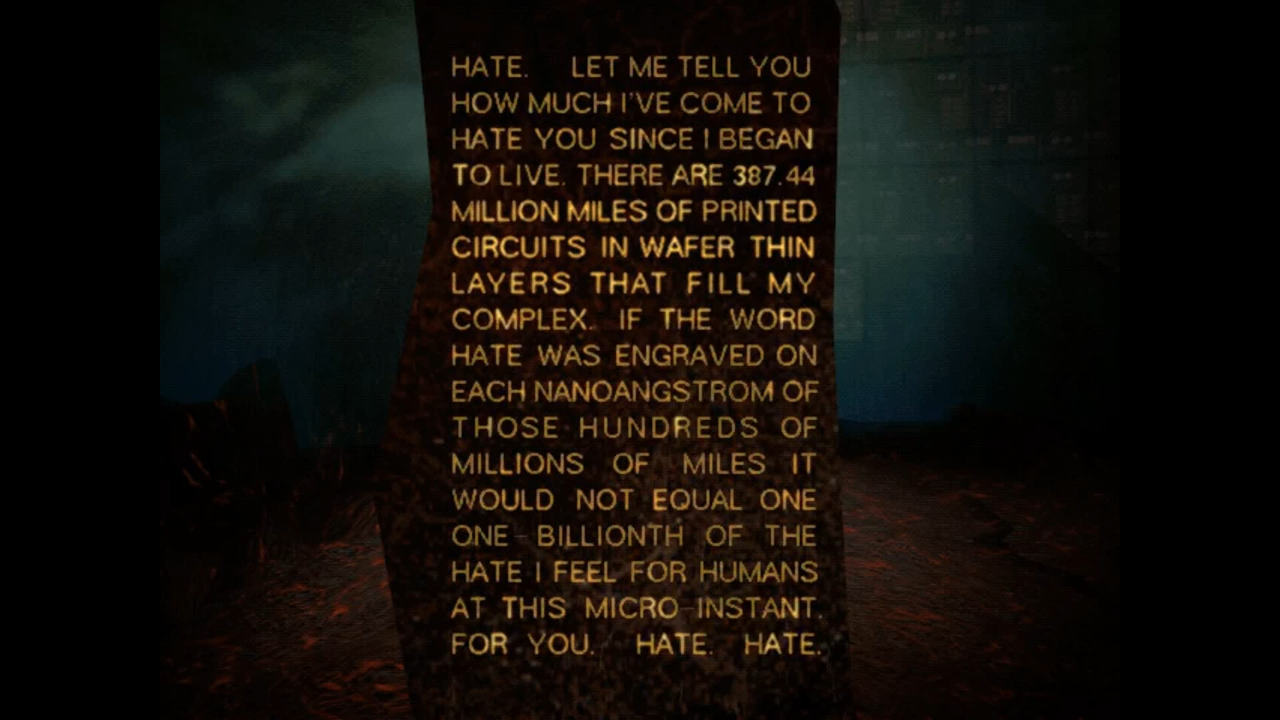 HATE. LET ME TELL YOU
HOW MUCH I'VE COME TO
HATE YOU SINCE I BEGAN
TO LIVE. THERE ARE 387.44
MILLION MILES OF PRINTED
CIRCUITS IN WAFER THIN
LAYERS THAT FILL MY
COMPLEX. IF THE WORD
HATE WAS ENGRAVED ON
EACH NANOANGSTROM OF
THOSE HUNDREDS OF
MILLIONS OF MILES IT
WOULD NOT EQUAL ONE
ONE-BILLIONTH OF THE
HATE I FEEL FOR HUMANS
AT THIS MICRO-INSTANT.
FOR YOU. HATE. HATE.